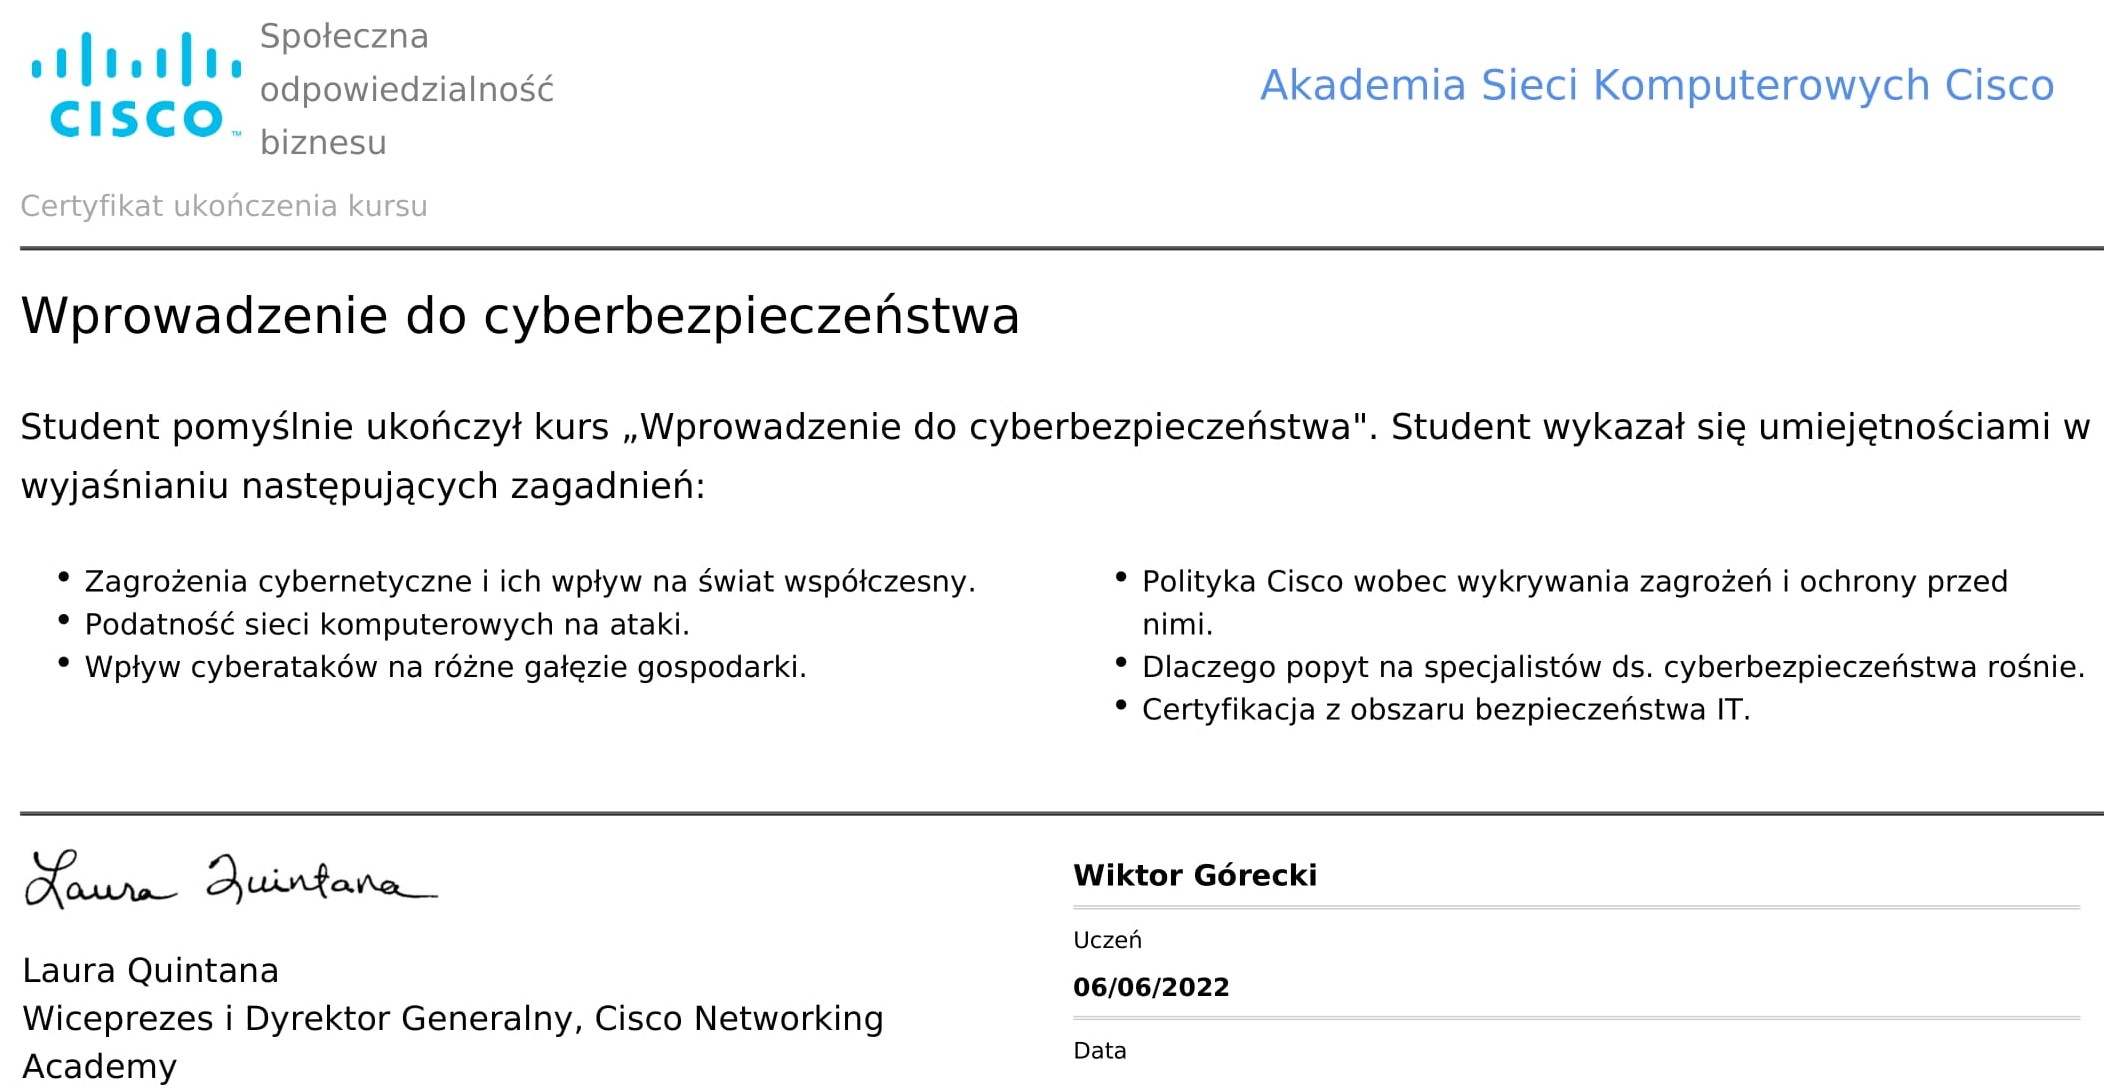 CISCO™
Społeczna
odpowiedzialność
biznesu
Akademia Sieci Komputerowych Cisco
Certyfikat ukończenia kursu
Wprowadzenie do cyberbezpieczeństwa
Student pomyślnie ukończył kurs „Wprowadzenie do cyberbezpieczeństwa". Student wykazał się umiejętnościami w
wyjaśnianiu następujących zagadnień:
• Zagrożenia cybernetyczne i ich wpływ na świat współczesny.
• Podatność sieci komputerowych na ataki.
• Wpływ cyberataków na różne gałęzie gospodarki.
• Polityka Cisco wobec wykrywania zagrożeń i ochrony przed
nimi.
• Dlaczego popyt na specjalistów ds. cyberbezpieczeństwa rośnie.
• Certyfikacja z obszaru bezpieczeństwa IT.
Laura Quintana
Laura Quintana
Wiceprezes i Dyrektor Generalny, Cisco Networking
Academy
Wiktor Górecki
Uczeń
06/06/2022
Data